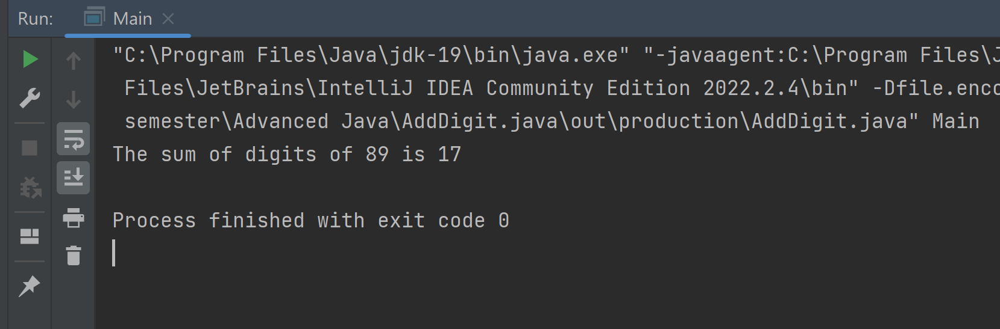 Run: Main
"C:\Program Files\Java\jdk-19\bin\java.exe" "-javaagent:C:\Program Files\J
Files\JetBrains\IntelliJ IDEA Community Edition 2022.2.4\bin" -Dfile.enco
semester\Advanced Java\AddDigit.java\out\production\AddDigit.java" Main
The sum of digits of 89 is 17
Process finished with exit code 0